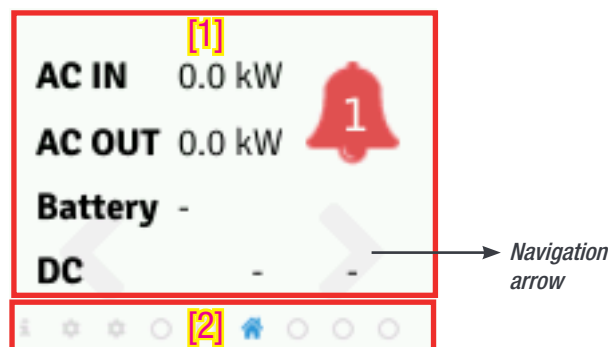 [1]
AC IN 0.0 kW
1
AC OUT 0.0 kW
Battery -
DC - -
Navigation
arrow
i
[2]